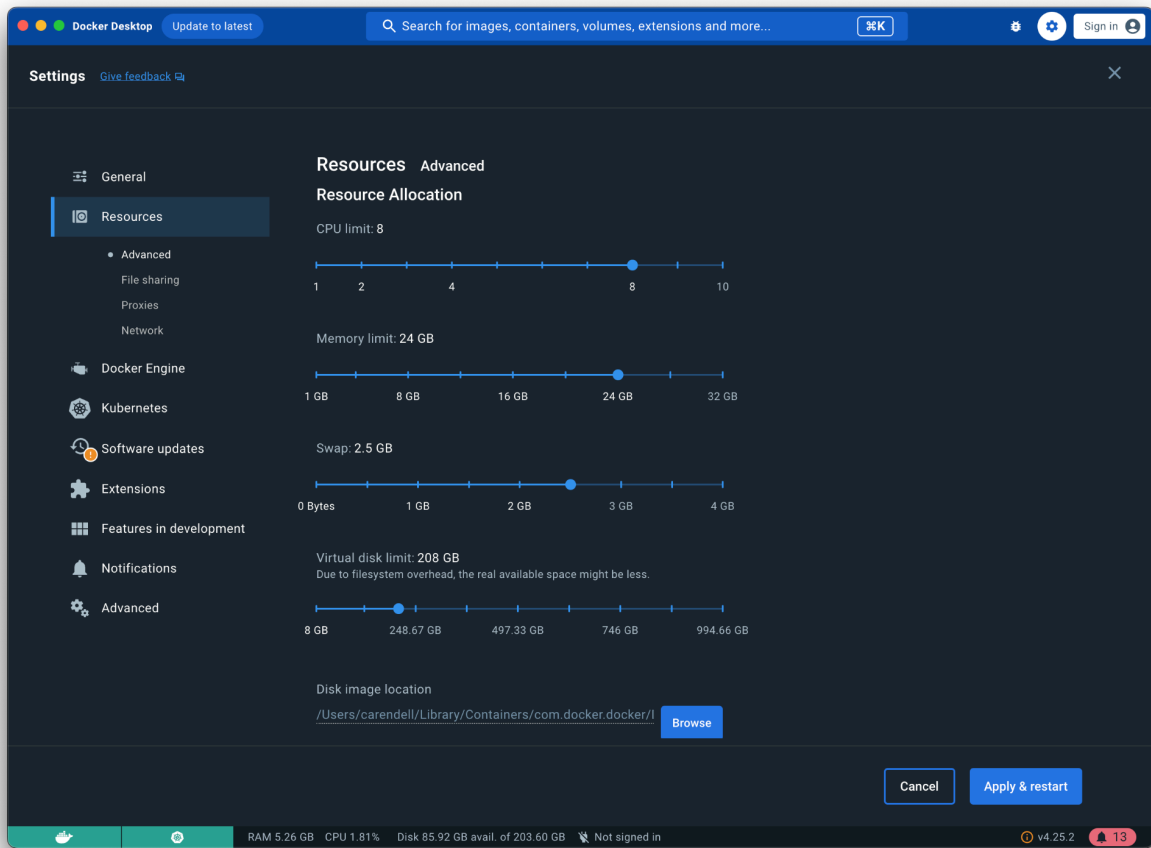 Docker Desktop Update to latest Search for images, containers, volumes, extensions and more... ⌘K Sign in
Settings Give feedback
General
Resources
Advanced
File sharing
Proxies
Network
Docker Engine
Kubernetes
Software updates
Extensions
Features in development
Notifications
Advanced
Resources Advanced
Resource Allocation
CPU limit: 8
1 2 4 8 10
Memory limit: 24 GB
1 GB 8 GB 16 GB 24 GB 32 GB
Swap: 2.5 GB
0 Bytes 1 GB 2 GB 3 GB 4 GB
Virtual disk limit: 208 GB
Due to filesystem overhead, the real available space might be less.
8 GB 248.67 GB 497.33 GB 746 GB 994.66 GB
Disk image location
/Users/carendell/Library/Containers/com.docker.docker/ Browse
Cancel Apply & restart
RAM 5.26 GB CPU 1.81% Disk 85.92 GB avail. of 203.60 GB Not signed in v4.25.2 13